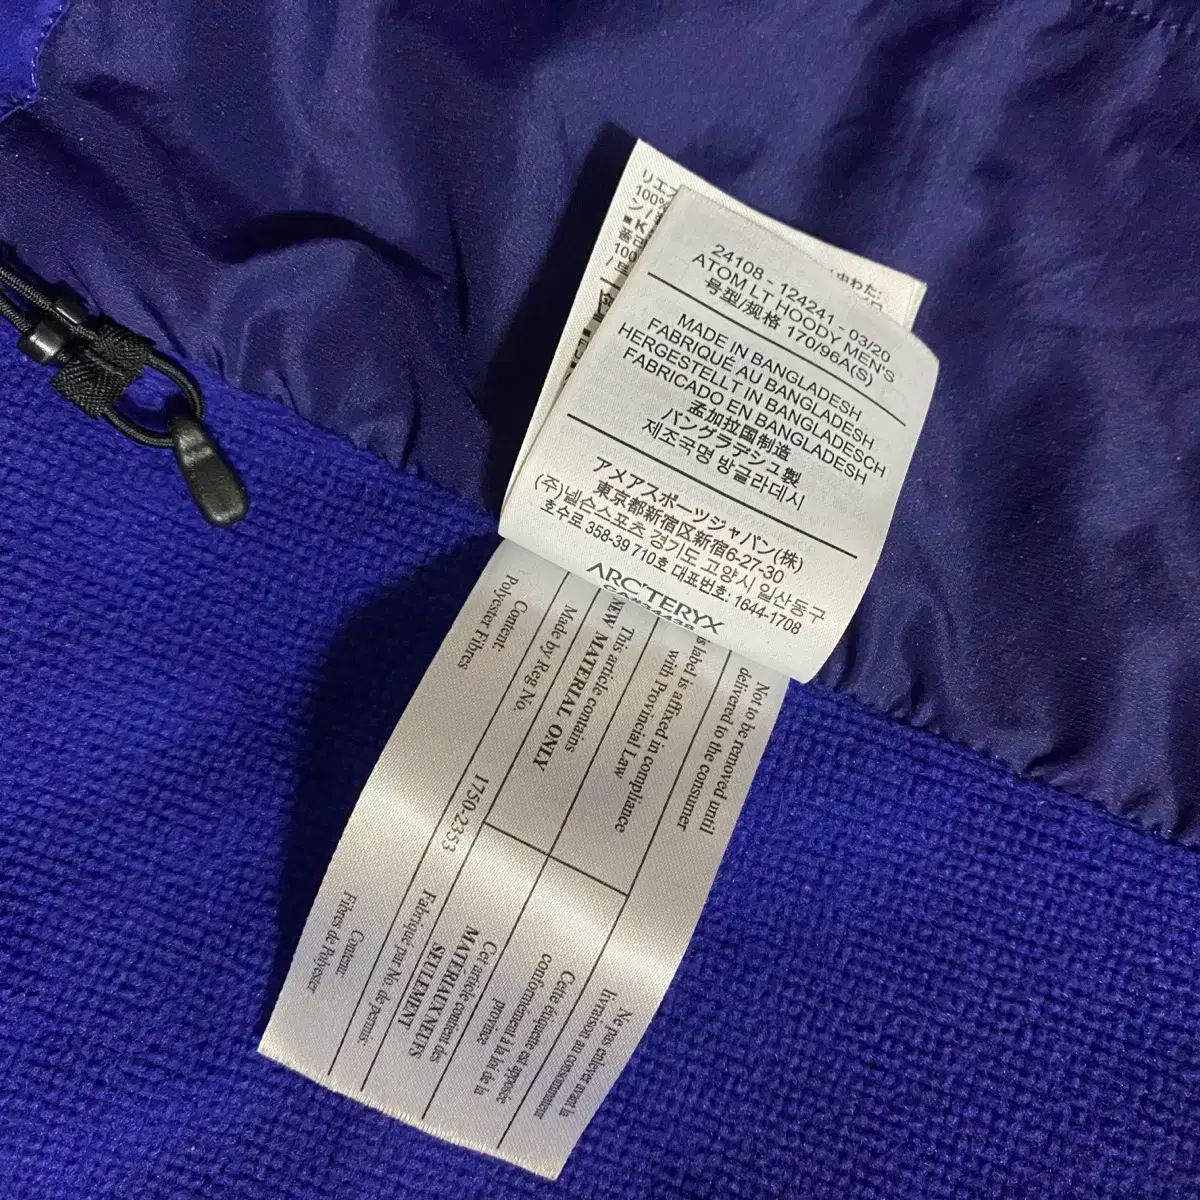 リエス
100%
100
24108 - 124241 - 03/20
ATOM LT HOODY MEN'S
号型/规格 170/96A(S)
MADE IN BANGLADESH
FABRIQUÉ AU BANGLADESH
HERGESTELLT IN BANGLADESCH
FABRICADO EN BANGLADESH
孟加拉国制造
バングラデシュ製
제조국명 방글라데시
アメアスポーツジャパン(株)
東京都新宿区新宿6-27-30
(주)넬슨스포츠 경기도 고양시 일산동구
호수로 358-39 710호 대표번호: 1644-1708
ARC'TERYX
Not to be removed until
delivered to the consumer
label is affixed in compliance
with Provincial Law
This article contains
NEW MATERIAL ONLY
Made by Reg No.
1750-2353
Content:
Polyester Fibres
Ne pas enlever avant la
livraison au consommateur
Cette étiquette est apposée
conformément à la loi de la
province
Cet article contient des
MATERIAUX NEUFS
SEULEMENT
Fabriqué par No. de permis:
Contenu:
Fibres de Polyester